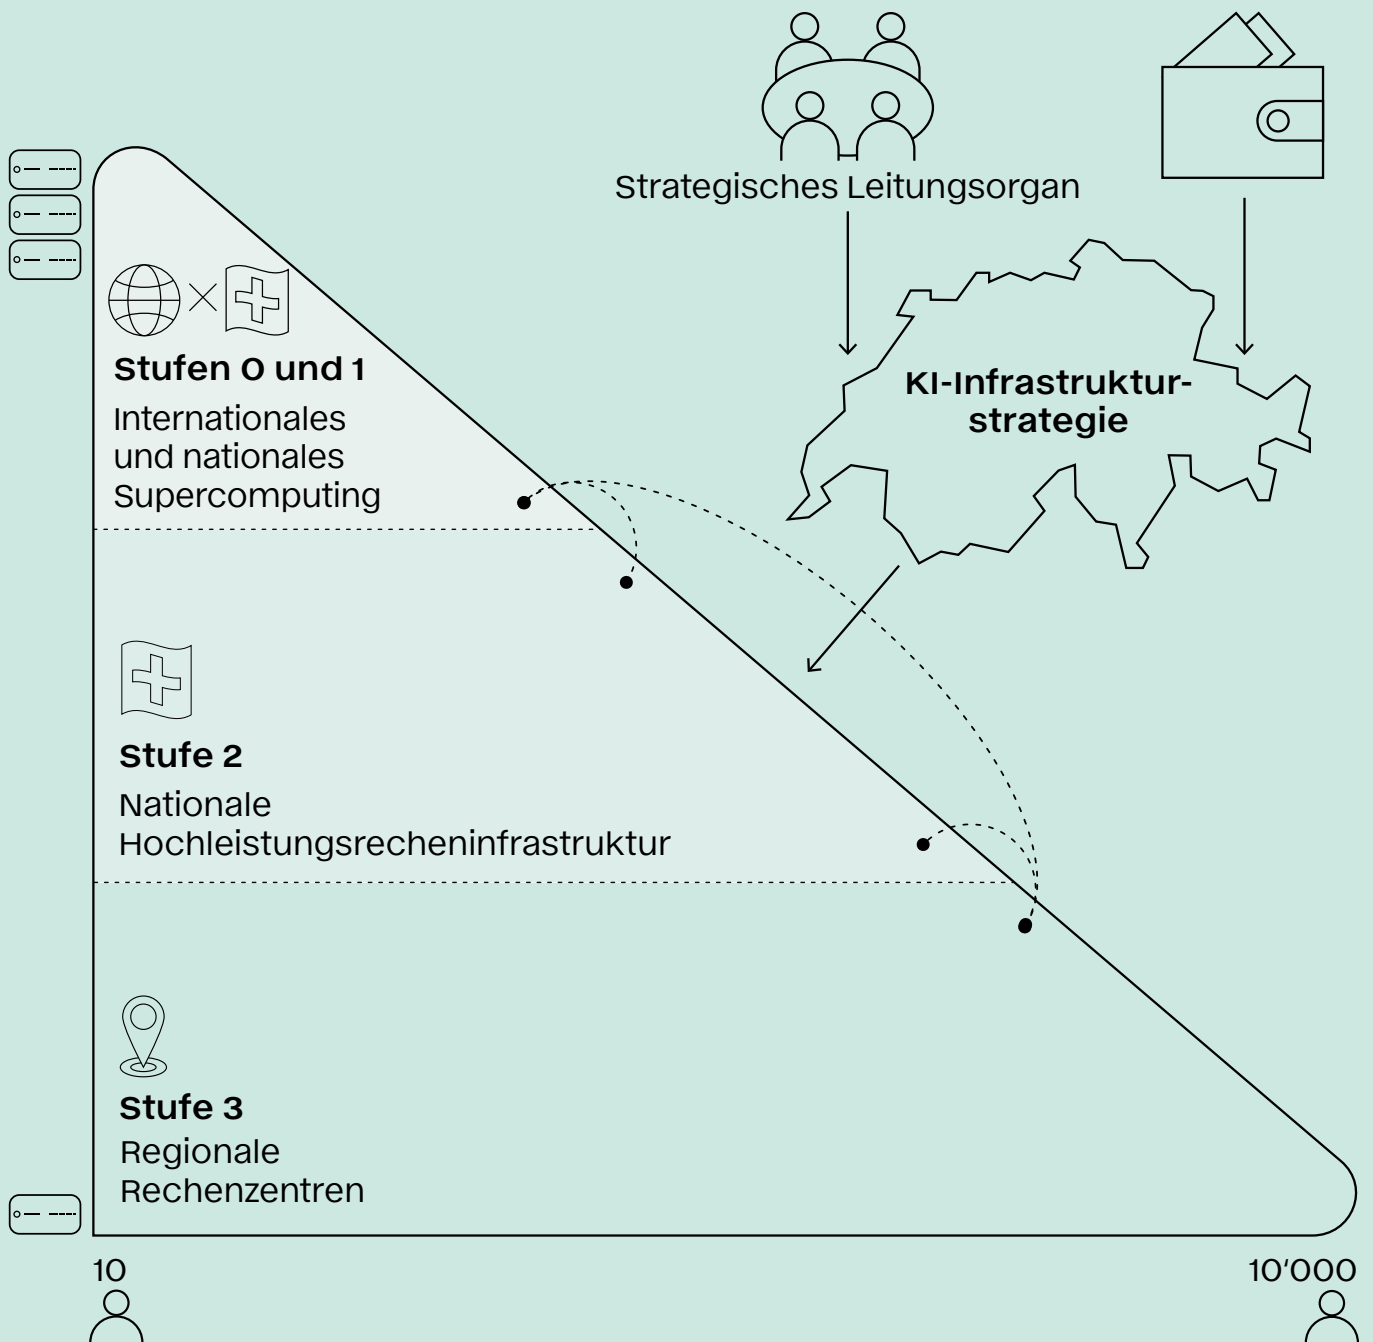 Strategisches Leitungsorgan
KI-Infrastruktur-
strategie
Stufen 0 und 1
Internationales
und nationales
Supercomputing
Stufe 2
Nationale
Hochleistungsrecheninfrastruktur
Stufe 3
Regionale
Rechenzentren
10
10'000